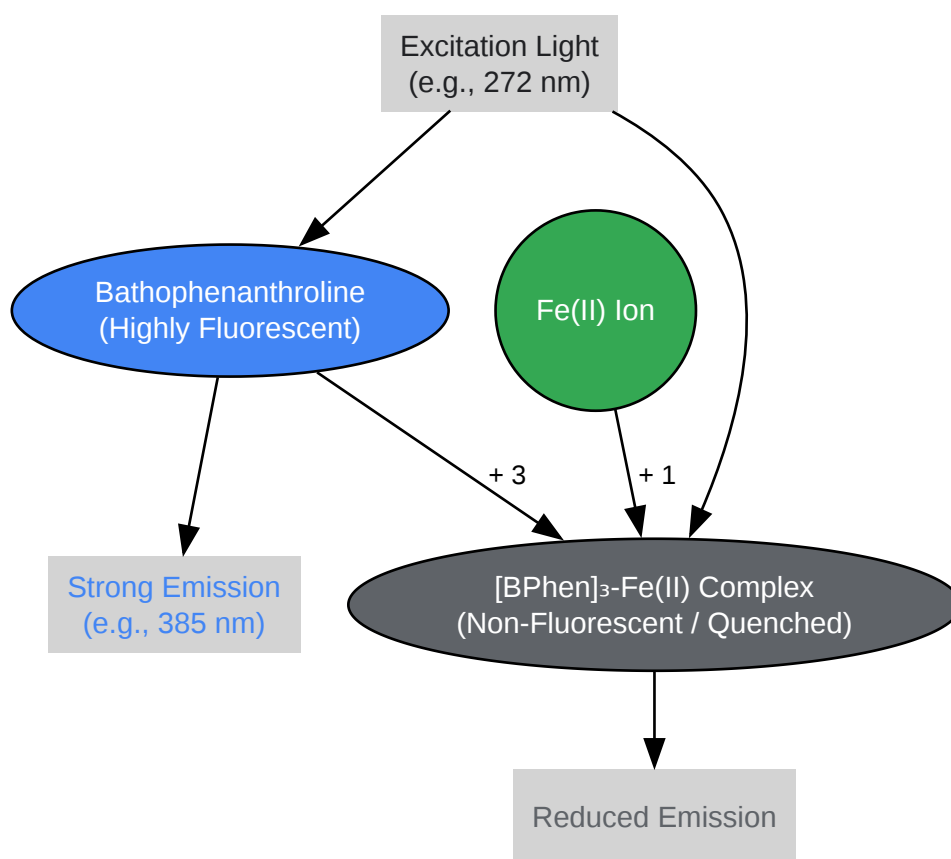 Excitation Light
(e.g., 272 nm)
Bathophenanthroline
(Highly Fluorescent)
Fe(II) Ion
+ 3
+ 1
Strong Emission
(e.g., 385 nm)
[BPhen]₃-Fe(II) Complex
(Non-Fluorescent / Quenched)
Reduced Emission